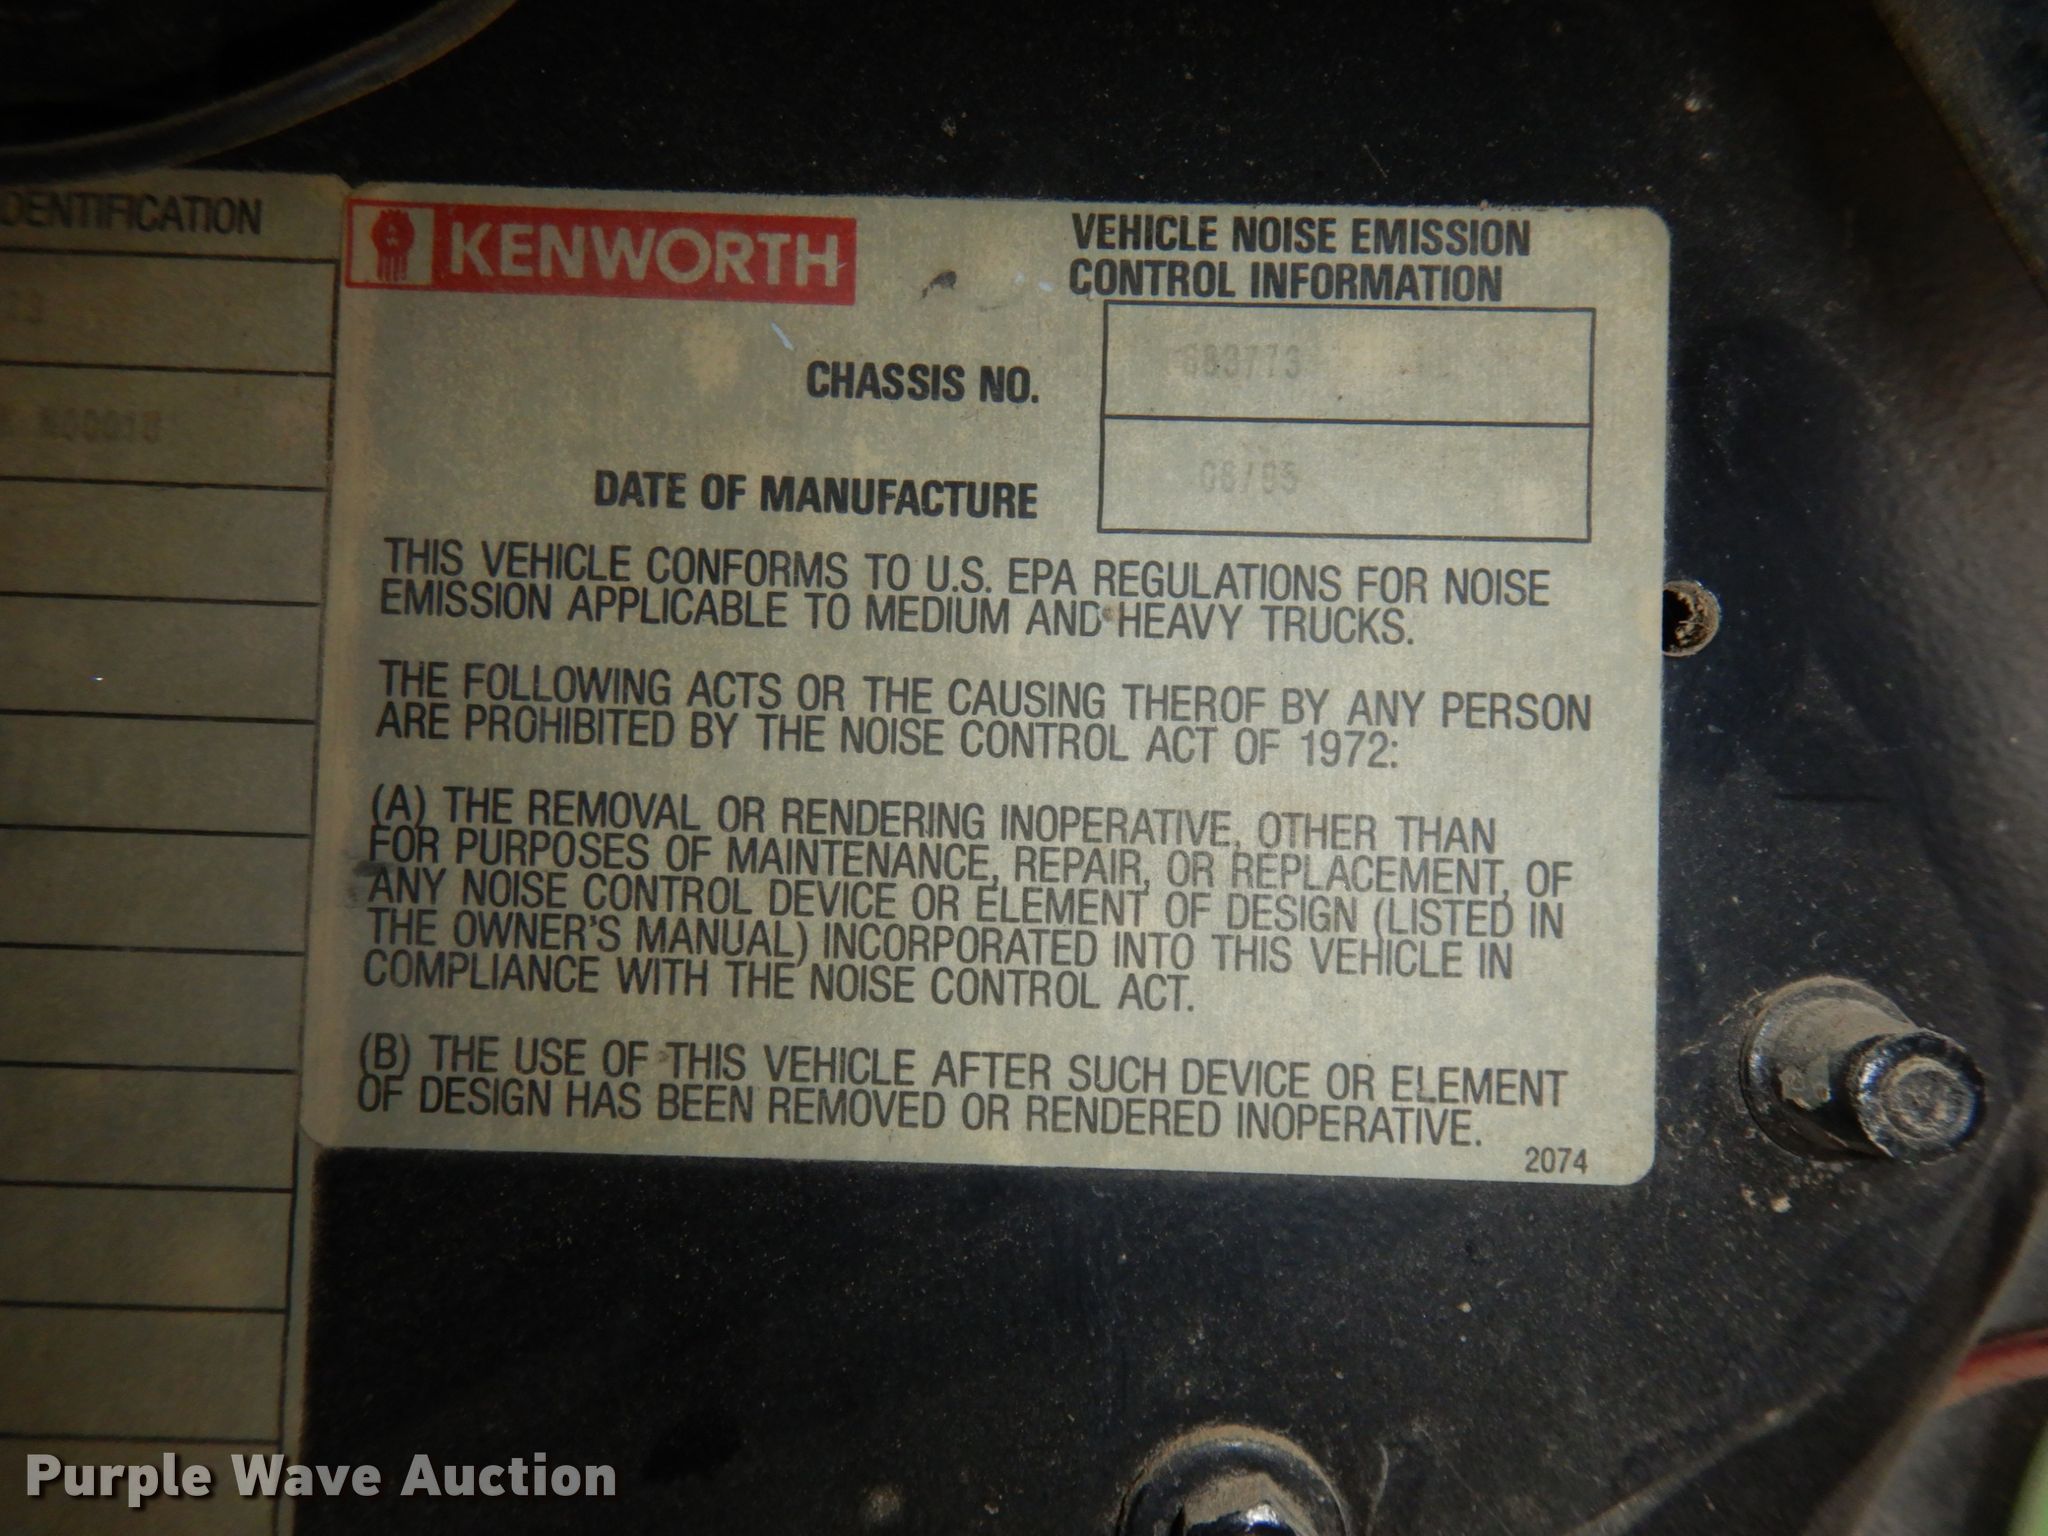 KENWORTH
VEHICLE NOISE EMISSION
CONTROL INFORMATION
CHASSIS NO.
683773
DATE OF MANUFACTURE
THIS VEHICLE CONFORMS TO U.S. EPA REGULATIONS FOR NOISE
EMISSION APPLICABLE TO MEDIUM AND HEAVY TRUCKS.
THE FOLLOWING ACTS OR THE CAUSING THEROF BY ANY PERSON
ARE PROHIBITED BY THE NOISE CONTROL ACT OF 1972:
(A) THE REMOVAL OR RENDERING INOPERATIVE, OTHER THAN
FOR PURPOSES OF MAINTENANCE, REPAIR, OR REPLACEMENT, OF
ANY NOISE CONTROL DEVICE OR ELEMENT OF DESIGN (LISTED IN
THE OWNER'S MANUAL) INCORPORATED INTO THIS VEHICLE IN
COMPLIANCE WITH THE NOISE CONTROL ACT.
(B) THE USE OF THIS VEHICLE AFTER SUCH DEVICE OR ELEMENT
OF DESIGN HAS BEEN REMOVED OR RENDERED INOPERATIVE.
2074
Purple Wave Auction